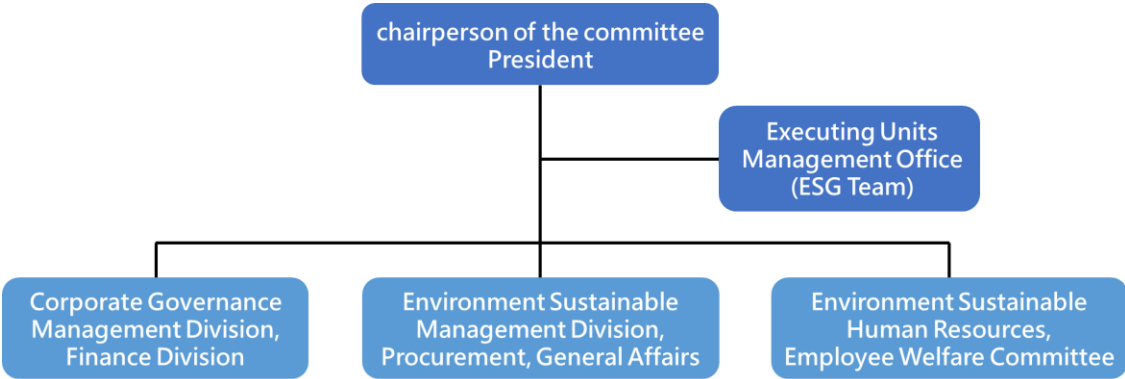 chairperson of the committee
President
Executing Units
Management Office
(ESG Team)
Corporate Governance
Management Division,
Finance Division
Environment Sustainable
Management Division,
Procurement, General Affairs
Environment Sustainable
Human Resources,
Employee Welfare Committee